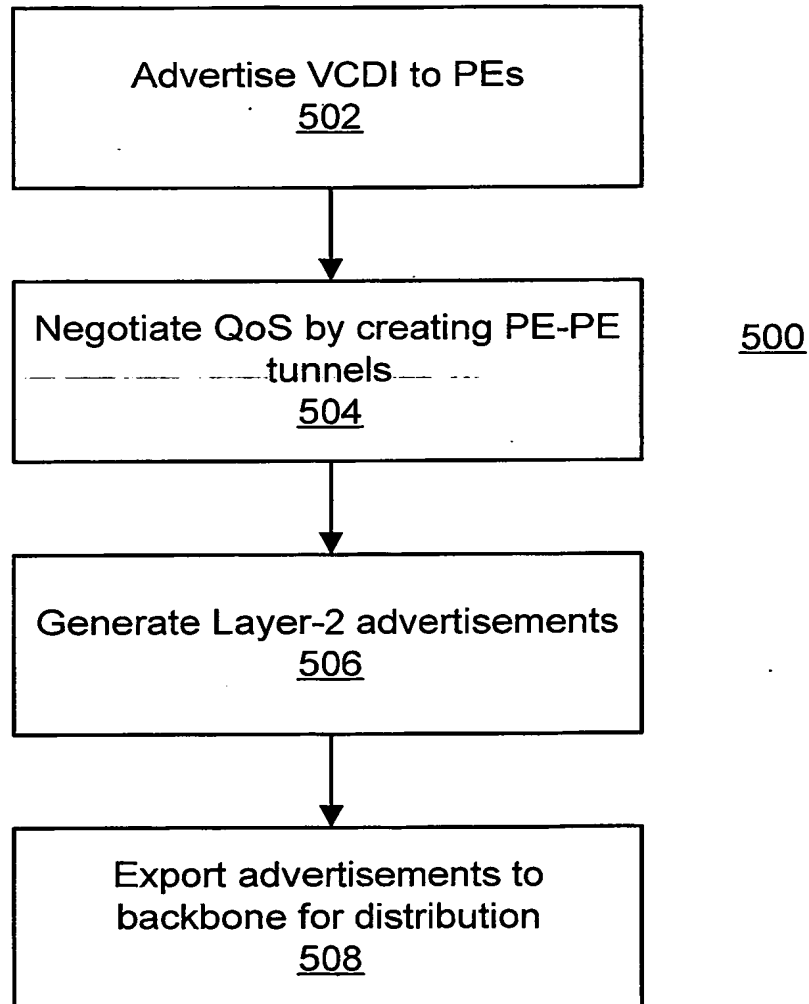 Advertise VCDI to PEs
502
Negotiate QoS by creating PE-PE
tunnels
504
500
Generate Layer-2 advertisements
506
Export advertisements to
backbone for distribution
508